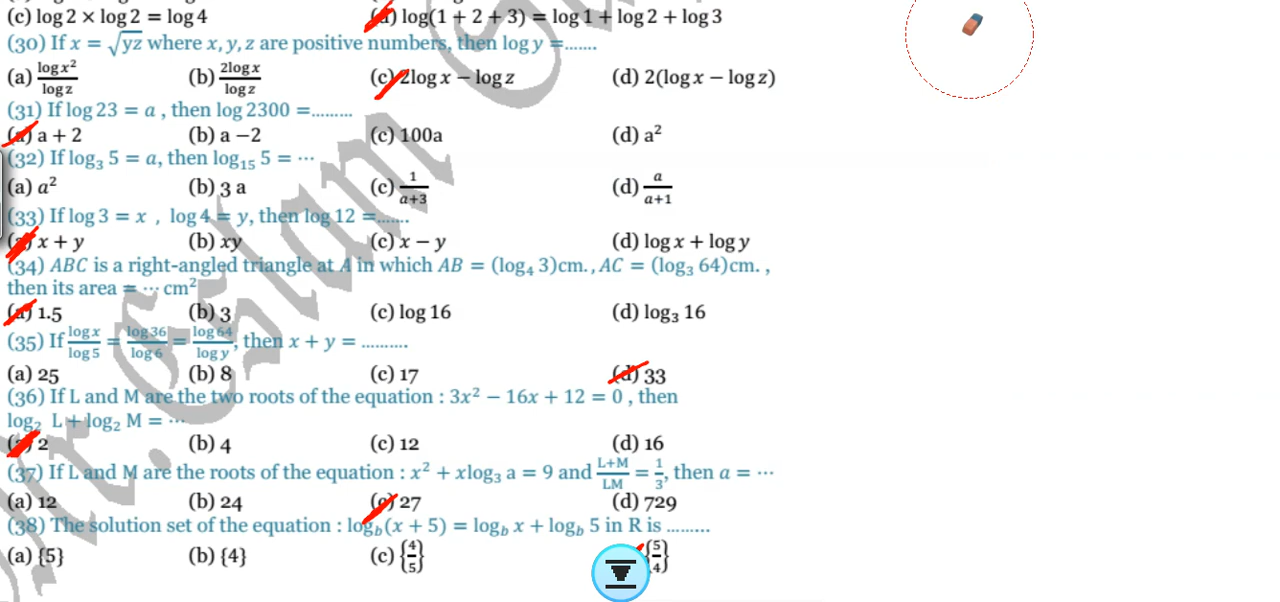 (c) log 2 × log 2 = log 4 (d) log(1 + 2 + 3) = log 1 + log 2 + log 3
(30) If x = √yz where x, y, z are positive numbers, then log y =.......
(a) log x² / log z (b) 2log x / log z (c) 2log x − log z (d) 2(log x − log z)
(31) If log 23 = a , then log 2300 =.........
(a) a + 2 (b) a −2 (c) 100a (d) a²
(32) If log₃ 5 = a, then log₁₅ 5 = ⋯
(a) a² (b) 3 a (c) 1 / a+3 (d) a / a+1
(33) If log 3 = x , log 4 = y, then log 12 =.......
(a) x + y (b) xy (c) x − y (d) log x + log y
(34) ABC is a right-angled triangle at A in which AB = (log₄ 3)cm. , AC = (log₃ 64)cm. ,
then its area = ⋯ cm²
(a) 1.5 (b) 3 (c) log 16 (d) log₃ 16
(35) If log x / log 5 = log 36 / log 6 = log 64 / log y, then x + y = ..........
(a) 25 (b) 8 (c) 17 (d) 33
(36) If L and M are the two roots of the equation : 3x² − 16x + 12 = 0 , then
log₂ L + log₂ M = ⋯
(a) 2 (b) 4 (c) 12 (d) 16
(37) If L and M are the roots of the equation : x² + xlog₃ a = 9 and L+M / LM = 1 / 3, then a = ⋯
(a) 12 (b) 24 (c) 27 (d) 729
(38) The solution set of the equation : log_b(x + 5) = log_b x + log_b 5 in R is .........
(a) {5} (b) {4} (c) {4/5} {5/4}
Mr. Eslam